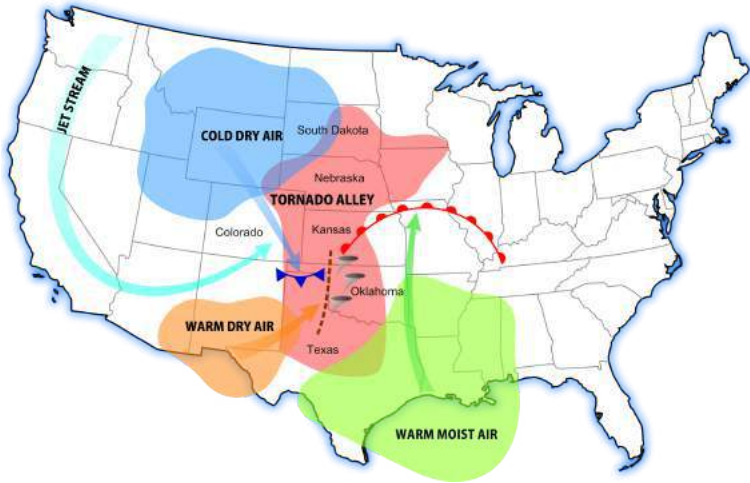 JET STREAM
COLD DRY AIR
South Dakota
Nebraska
TORNADO ALLEY
Colorado
Kansas
Oklahoma
WARM DRY AIR
Texas
WARM MOIST AIR